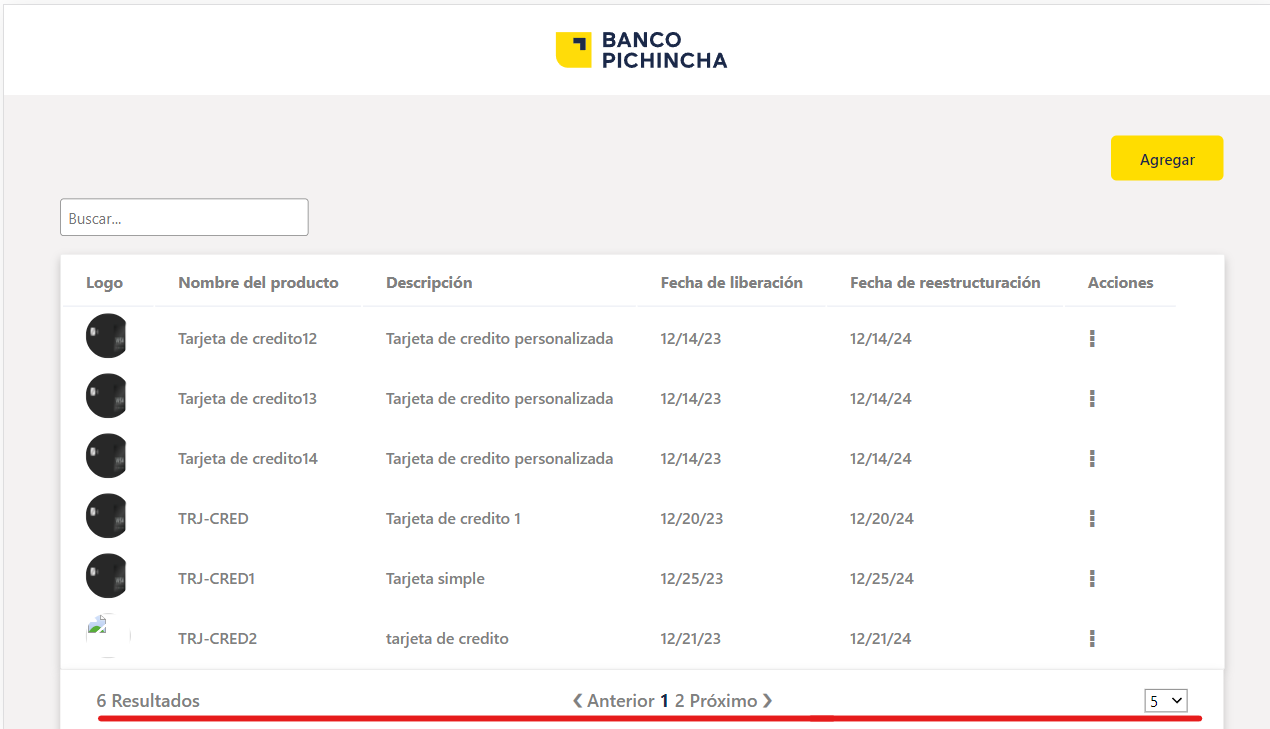 BANCO
PICHINCHA
Agregar
Buscar...
Logo Nombre del producto Descripción Fecha de liberación Fecha de reestructuración Acciones
Tarjeta de credito12 Tarjeta de credito personalizada 12/14/23 12/14/24
Tarjeta de credito13 Tarjeta de credito personalizada 12/14/23 12/14/24
Tarjeta de credito14 Tarjeta de credito personalizada 12/14/23 12/14/24
TRJ-CRED Tarjeta de credito 1 12/20/23 12/20/24
TRJ-CRED1 Tarjeta simple 12/25/23 12/25/24
TRJ-CRED2 tarjeta de credito 12/21/23 12/21/24
6 Resultados ❮ Anterior 1 2 Próximo ❯ 5